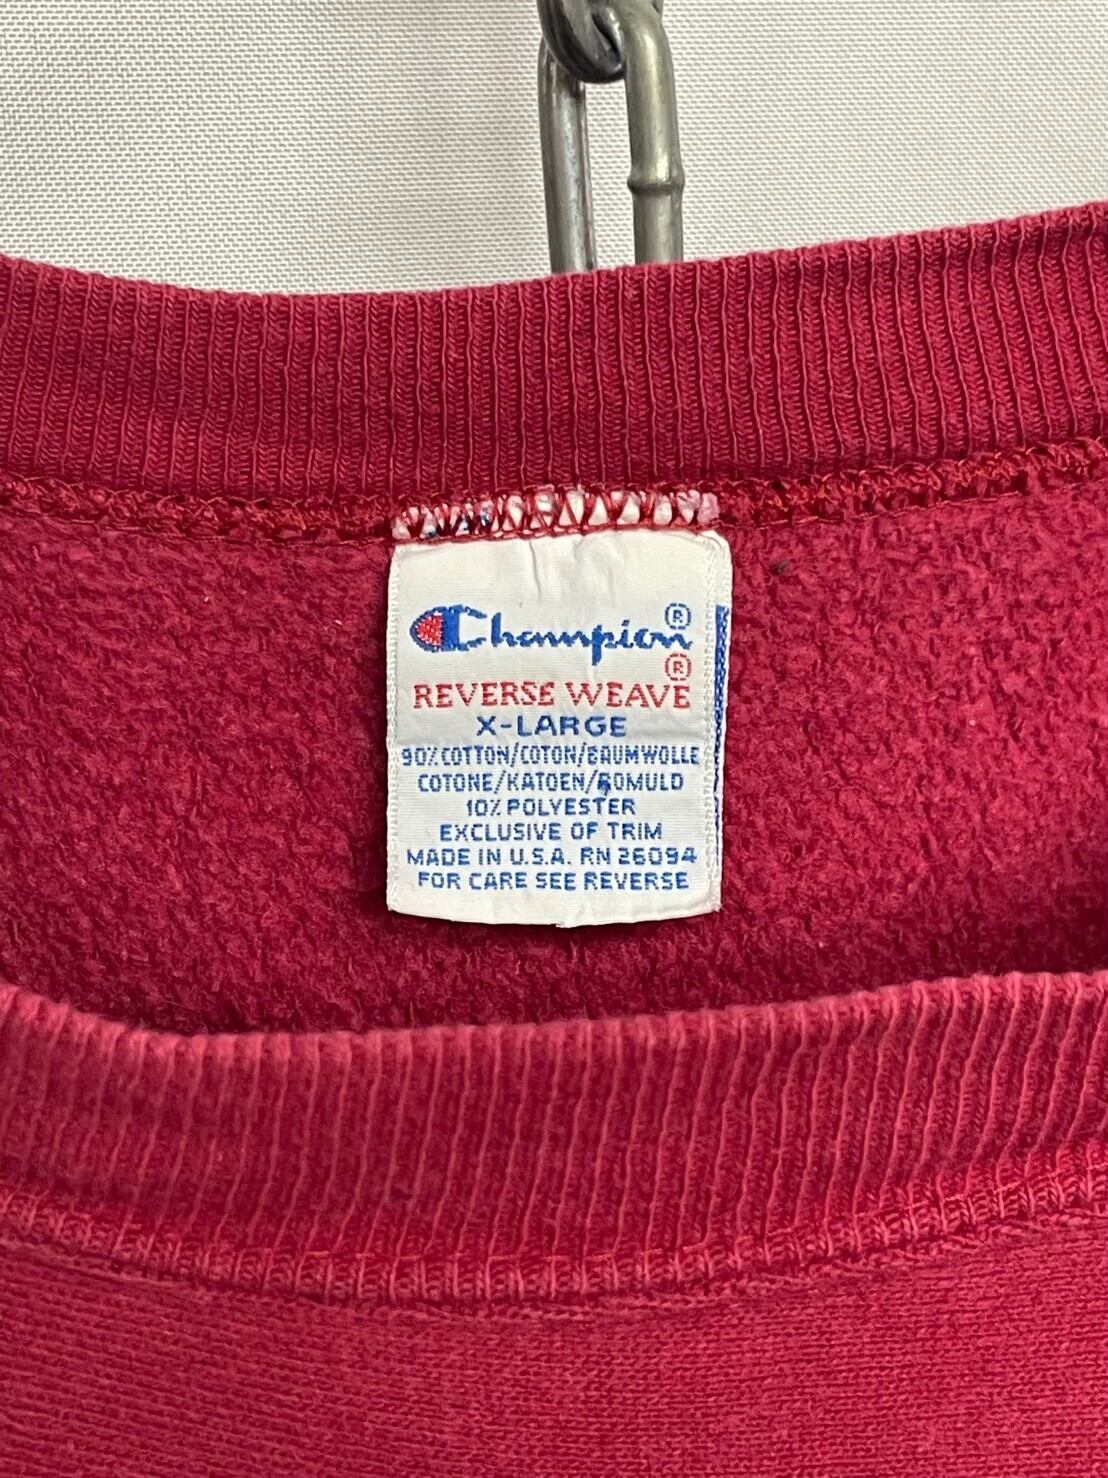 Champion®
®
REVERSE WEAVE
X-LARGE
90% COTTON/COTON/BAUMWOLLE
COTONE/KATOEN/BOMULD
10% POLYESTER
EXCLUSIVE OF TRIM
MADE IN U.S.A. RN 26094
FOR CARE SEE REVERSE